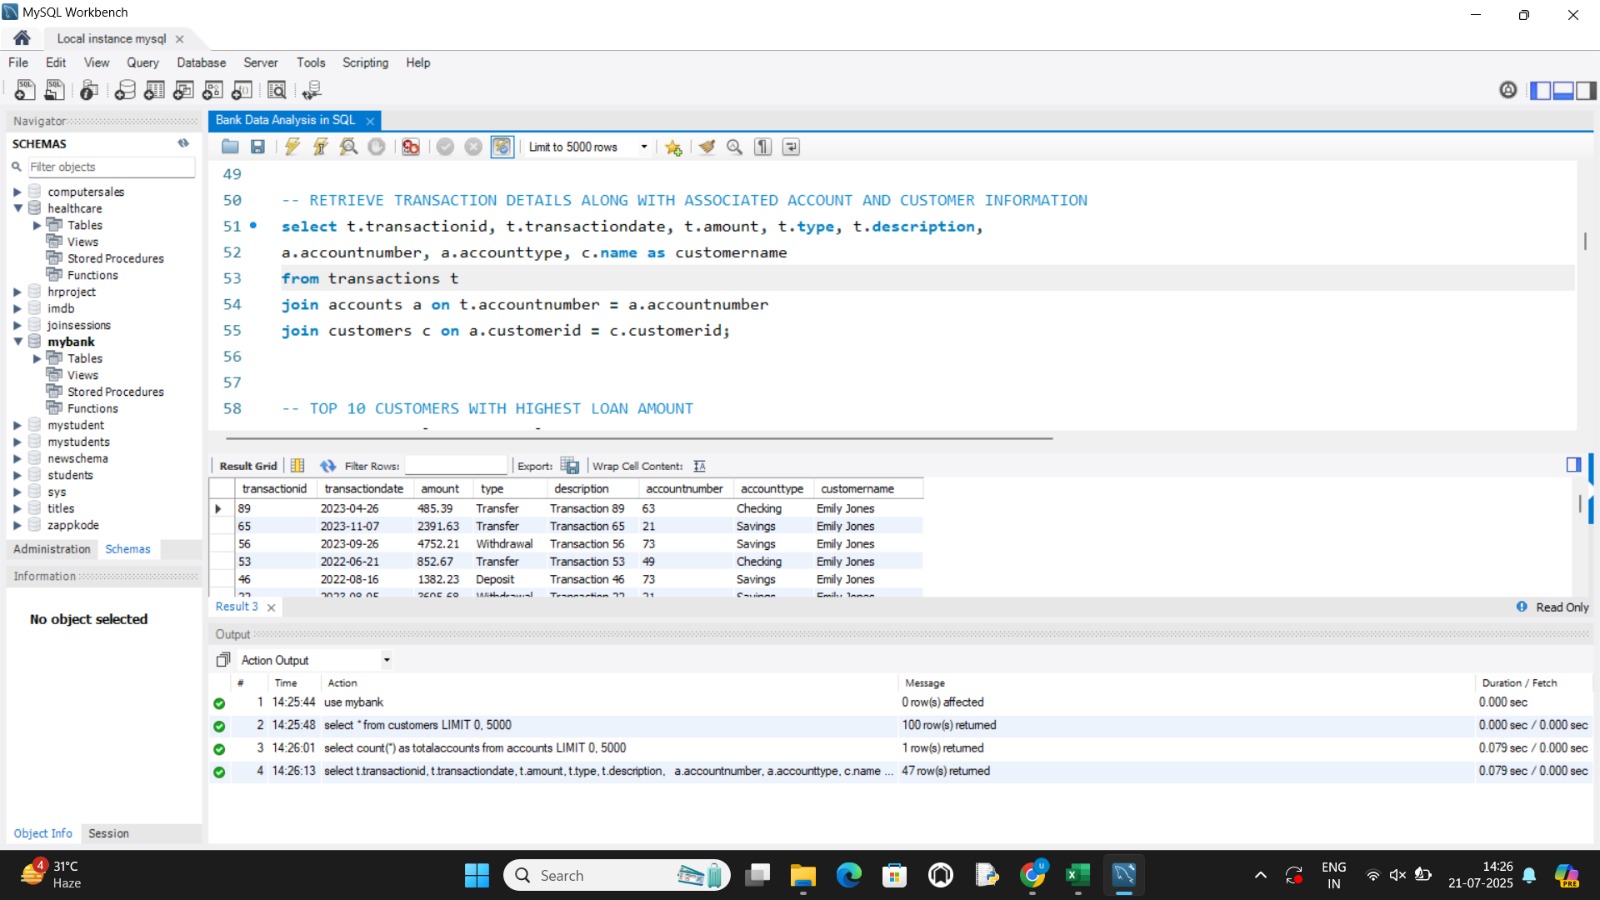 MySQL Workbench
Local instance mysql
File Edit View Query Database Server Tools Scripting Help
Navigator
SCHEMAS
Filter objects
computersales
healthcare
Tables
Views
Stored Procedures
Functions
hrproject
imdb
joinsessions
mybank
Tables
Views
Stored Procedures
Functions
mystudent
mystudents
newschema
students
sys
titles
zappkode
Administration Schemas
Information
No object selected
Object Info Session
Bank Data Analysis in SQL
Limit to 5000 rows
49
50 -- RETRIEVE TRANSACTION DETAILS ALONG WITH ASSOCIATED ACCOUNT AND CUSTOMER INFORMATION
51 select t.transactionid, t.transactiondate, t.amount, t.type, t.description,
52 a.accountnumber, a.accounttype, c.name as customername
53 from transactions t
54 join accounts a on t.accountnumber = a.accountnumber
55 join customers c on a.customerid = c.customerid;
56
57
58 -- TOP 10 CUSTOMERS WITH HIGHEST LOAN AMOUNT
Result Grid Filter Rows: Export: Wrap Cell Content:
transactionid transactiondate amount type description accountnumber accounttype customername
89 2023-04-26 485.39 Transfer Transaction 89 63 Checking Emily Jones
65 2023-11-07 2391.63 Transfer Transaction 65 21 Savings Emily Jones
56 2023-09-26 4752.21 Withdrawal Transaction 56 73 Savings Emily Jones
53 2022-06-21 852.67 Transfer Transaction 53 49 Checking Emily Jones
46 2022-08-16 1382.23 Deposit Transaction 46 73 Savings Emily Jones
Result 3
Read Only
Output
Action Output
# Time Action Message Duration / Fetch
1 14:25:44 use mybank 0 row(s) affected 0.000 sec
2 14:25:48 select * from customers LIMIT 0, 5000 100 row(s) returned 0.000 sec / 0.000 sec
3 14:26:01 select count(*) as totalaccounts from accounts LIMIT 0, 5000 1 row(s) returned 0.079 sec / 0.000 sec
4 14:26:13 select t.transactionid, t.transactiondate, t.amount, t.type, t.description, a.accountnumber, a.accounttype, c.name ... 47 row(s) returned 0.079 sec / 0.000 sec
4
31°C
Haze
Search
U
PRE
ENG
IN
14:26
21-07-2025